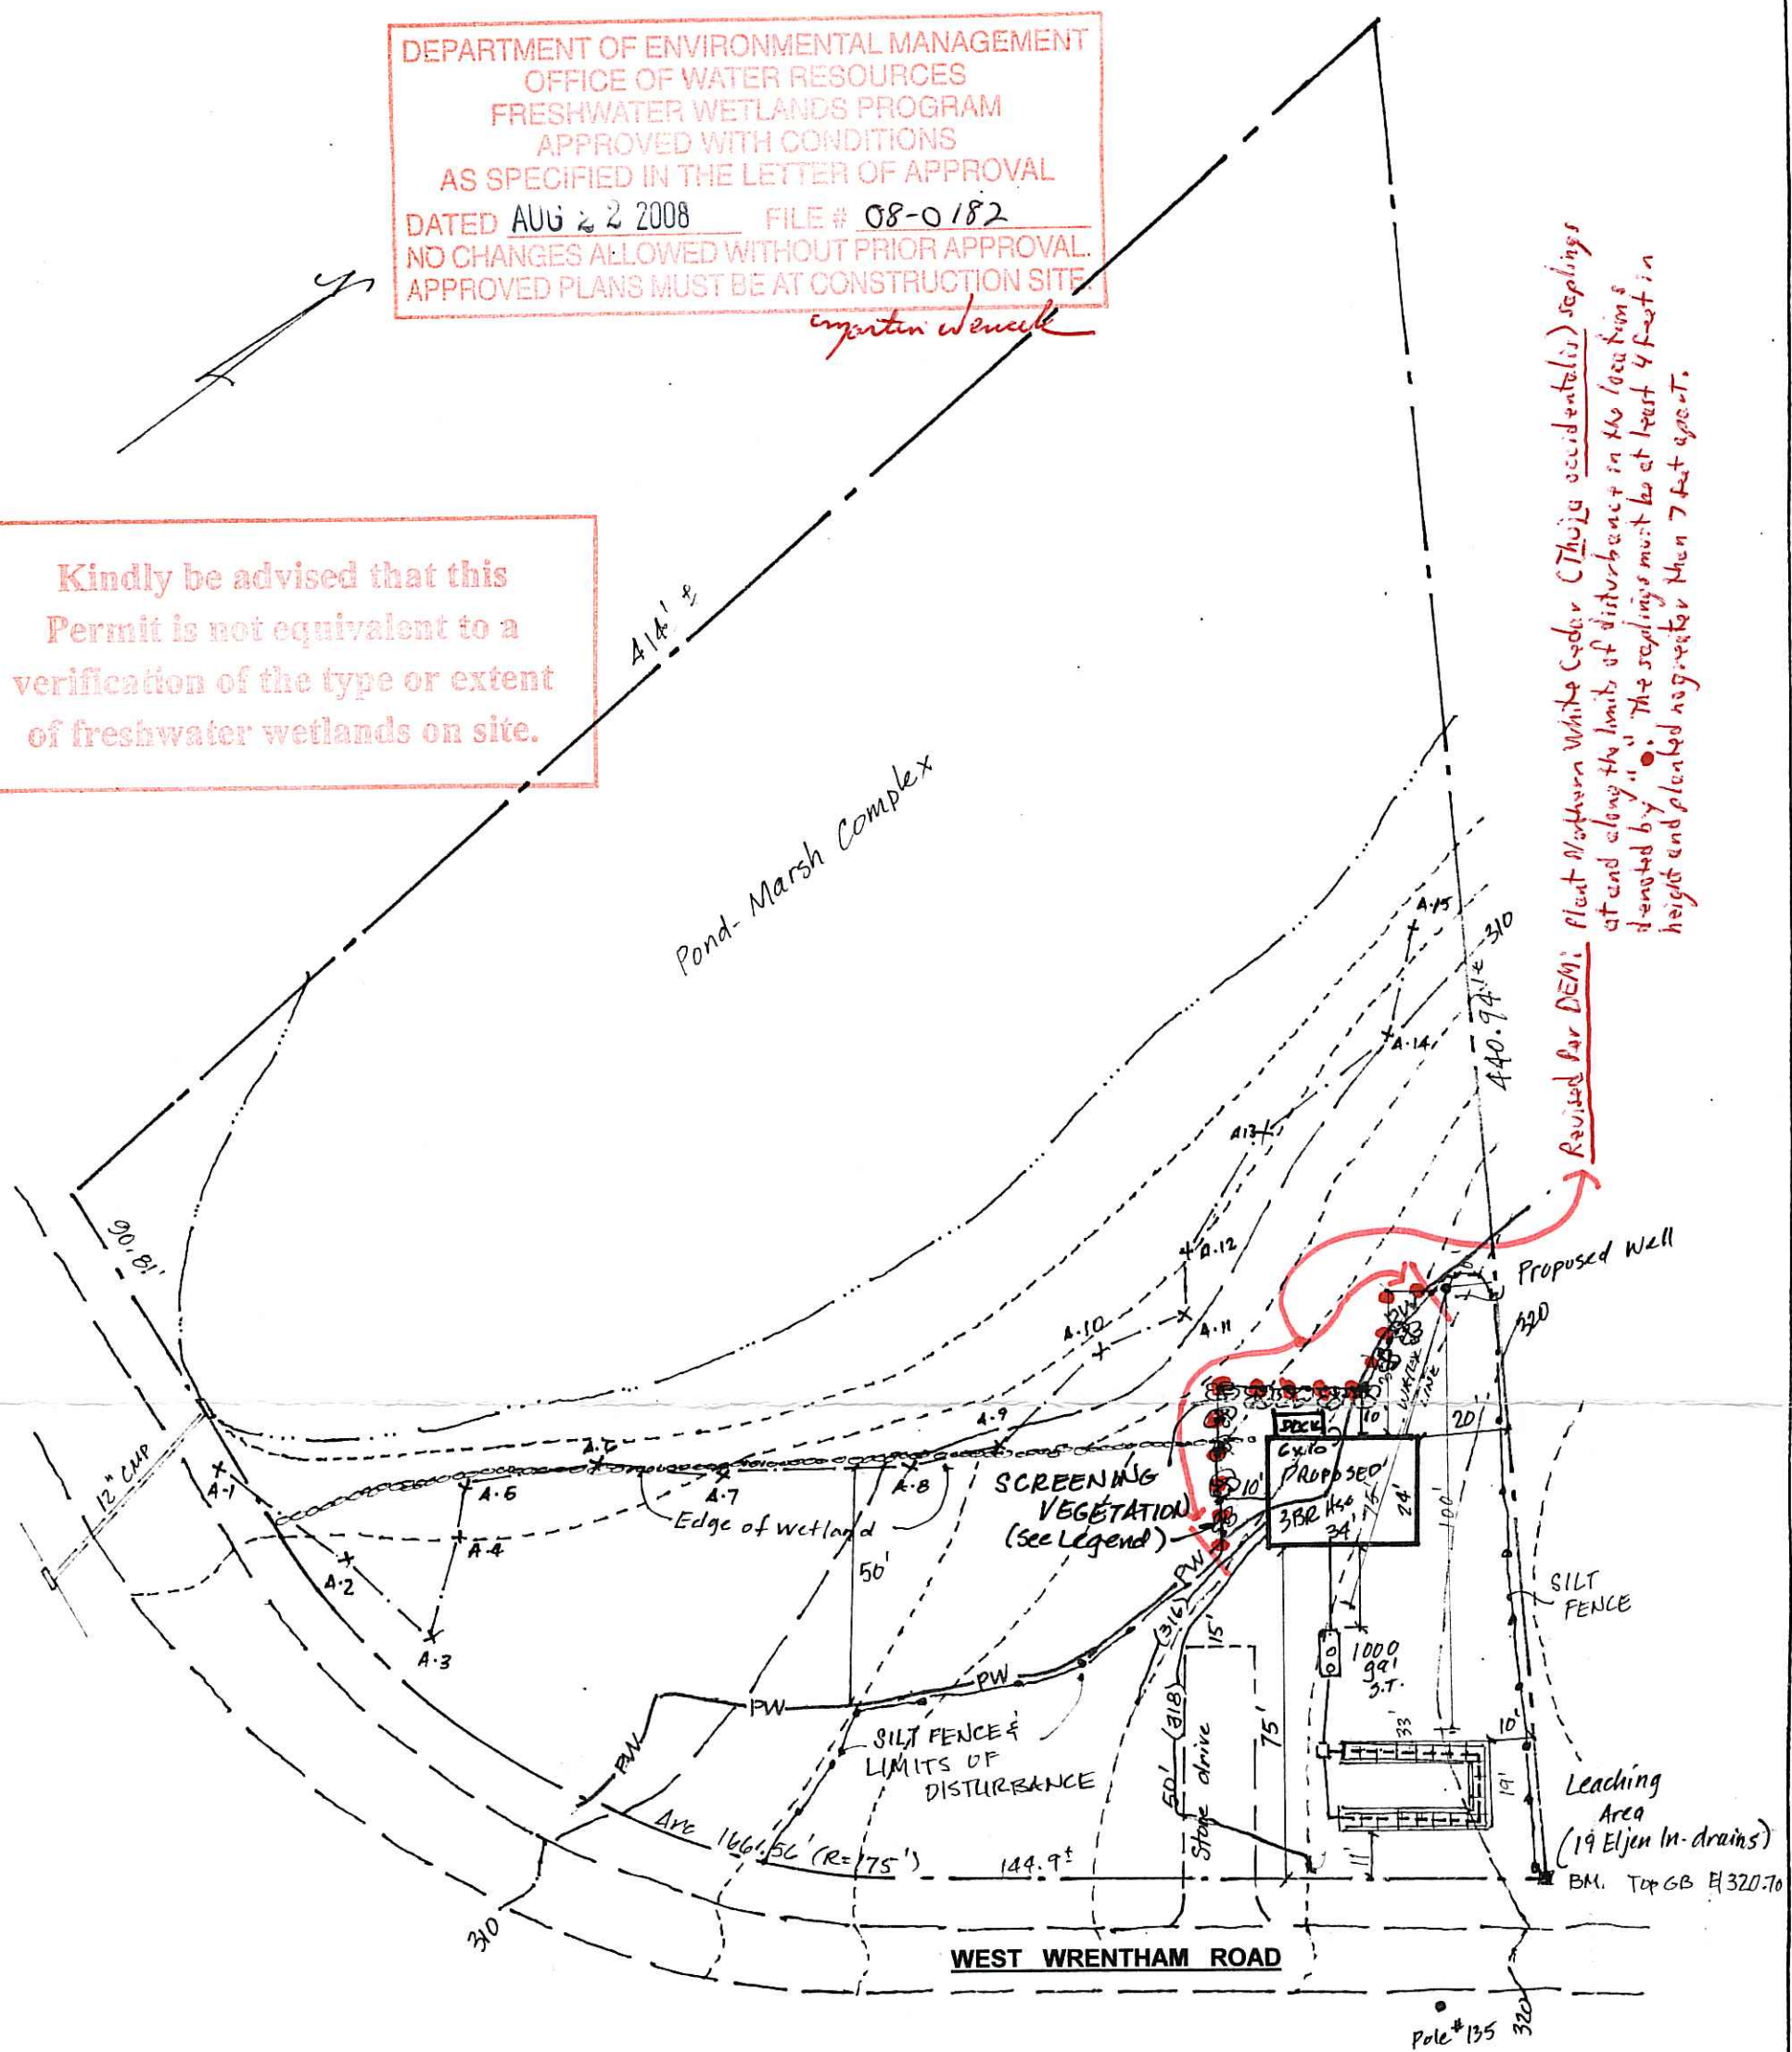 DEPARTMENT OF ENVIRONMENTAL MANAGEMENT
OFFICE OF WATER RESOURCES
FRESHWATER WETLANDS PROGRAM
APPROVED WITH CONDITIONS
AS SPECIFIED IN THE LETTER OF APPROVAL
DATED AUG 22 2008 FILE # 08-0182
NO CHANGES ALLOWED WITHOUT PRIOR APPROVAL.
APPROVED PLANS MUST BE AT CONSTRUCTION SITE.
Kindly be advised that this
Permit is not equivalent to a
verification of the type or extent
of freshwater wetlands on site.
Revised Per DEM: Plant Northern White Cedar (Thuja occidentalis) saplings
at and along the limits of disturbance in the locations
denoted by "●". The saplings must be at least 4 feet in
height and planted no greater than 7 feet apart.
414' ±
Pond-Marsh Complex
A-15
310
440.94'±
A-14
A13
A-12
A-11
A-10
A-9
90.81'
12" CMP
A-1
A-2
A-3
A-4
A-6
A-7
A-8
Edge of wetland
50'
SCREENING
VEGETATION
(See Legend)
Proposed Well
320
PW
WATER
LINE
DECK
6x10
10'
20'
10'
PROPOSED
3BR Hse
34'
24'
75'
100'
SILT
FENCE
PW
(316)
15'
1000
gal
S.T.
33'
10'
19'
11'
PW
PW
PW
SILT FENCE &
LIMITS OF
DISTURBANCE
50'
(318)
Stone drive
75'
Leaching
Area
(19 Eljen In-drains)
BM. Top GB El 320.70
Arc 166.56' (R=175')
144.9±
310
WEST WRENTHAM ROAD
Pole #135
320